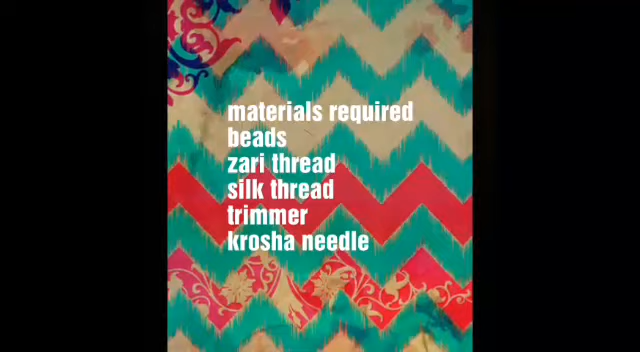 materials required
beads
zari thread
silk thread
trimmer
krosha needle